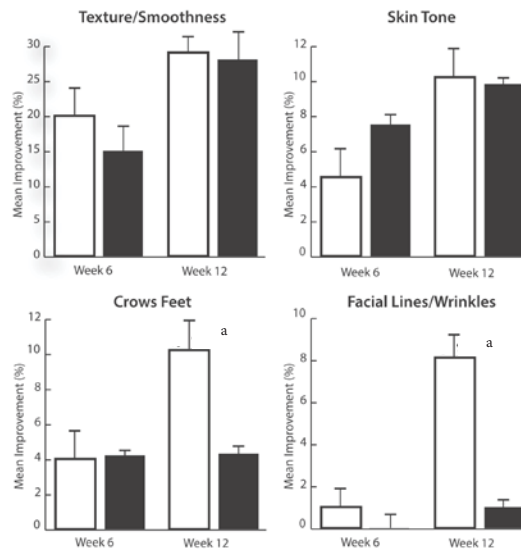 Texture/Smoothness
Mean Improvement (%)
30
25
20
15
10
5
0
Week 6
Week 12
Skin Tone
Mean Improvement (%)
12
10
8
6
4
2
0
Week 6
Week 12
Crows Feet
Mean Improvement (%)
12
10
8
6
4
2
0
a
Week 6
Week 12
Facial Lines/Wrinkles
Mean Improvement (%)
10
8
6
4
2
0
a
Week 6
Week 12